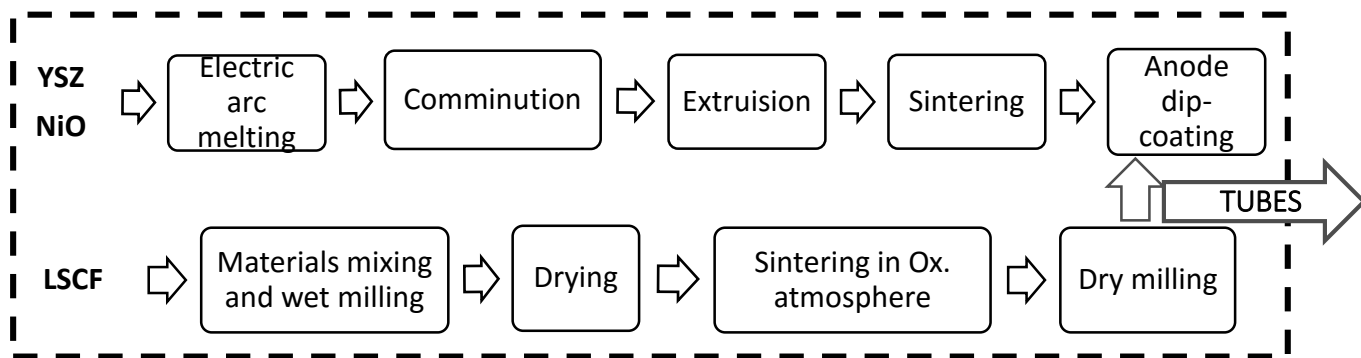 YSZ
NiO
Electric
arc
melting
Comminution
Extruision
Sintering
Anode
dip-
coating
TUBES
LSCF
Materials mixing
and wet milling
Drying
Sintering in Ox.
atmosphere
Dry milling